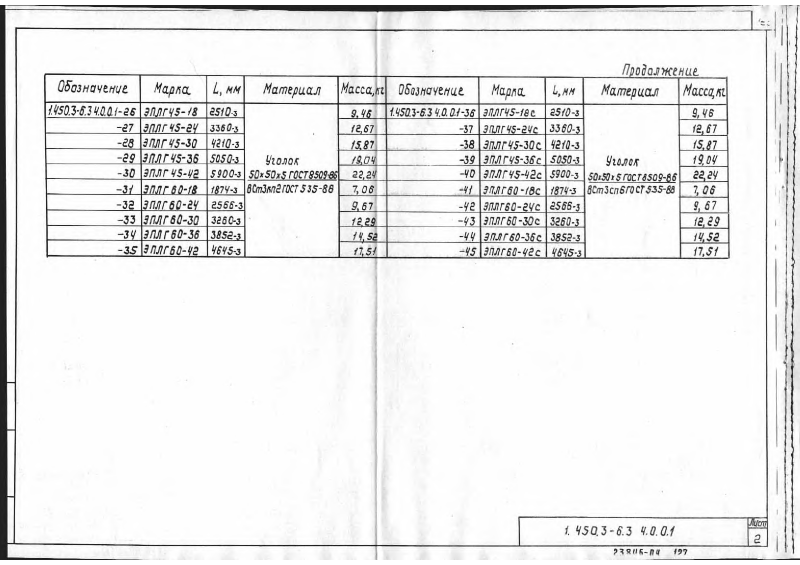 Продолжение
Обозначение Марка L, мм Материал Масса, кг Обозначение Марка L, мм Материал Масса, кг
1.450.3-6.3 4.0.0.1-26 ЭПЛГ45-18 2510-3 9,46 1.450.3-6.3 4.0.0.1-36 ЭПЛГ45-18с 2510-3 9,46
-27 ЭПЛГ45-24 3360-3 12,67 -37 ЭПЛГ45-24с 3360-3 12,67
-28 ЭПЛГ45-30 4210-3 15,87 -38 ЭПЛГ45-30с 4210-3 15,87
-29 ЭПЛГ45-36 5050-3 Уголок 19,04 -39 ЭПЛГ45-36с 5050-3 Уголок 19,04
-30 ЭПЛГ45-42 5900-3 50×50×5 ГОСТ 8509-86 22,24 -40 ЭПЛГ45-42с 5900-3 50×50×5 ГОСТ 8509-86 22,24
-31 ЭПЛГ60-18 1874-3 ВСт3кп2 ГОСТ 535-88 7,06 -41 ЭПЛГ60-18с 1874-3 ВСт3сп6 ГОСТ 535-88 7,06
-32 ЭПЛГ60-24 2566-3 9,67 -42 ЭПЛГ60-24с 2566-3 9,67
-33 ЭПЛГ60-30 3260-3 12,29 -43 ЭПЛГ60-30с 3260-3 12,29
-34 ЭПЛГ60-36 3852-3 14,52 -44 ЭПЛГ60-36с 3852-3 14,52
-35 ЭПЛГ60-42 4645-3 17,51 -45 ЭПЛГ60-42с 4645-3 17,51
1.450.3-6.3 4.0.0.1
Лист
2